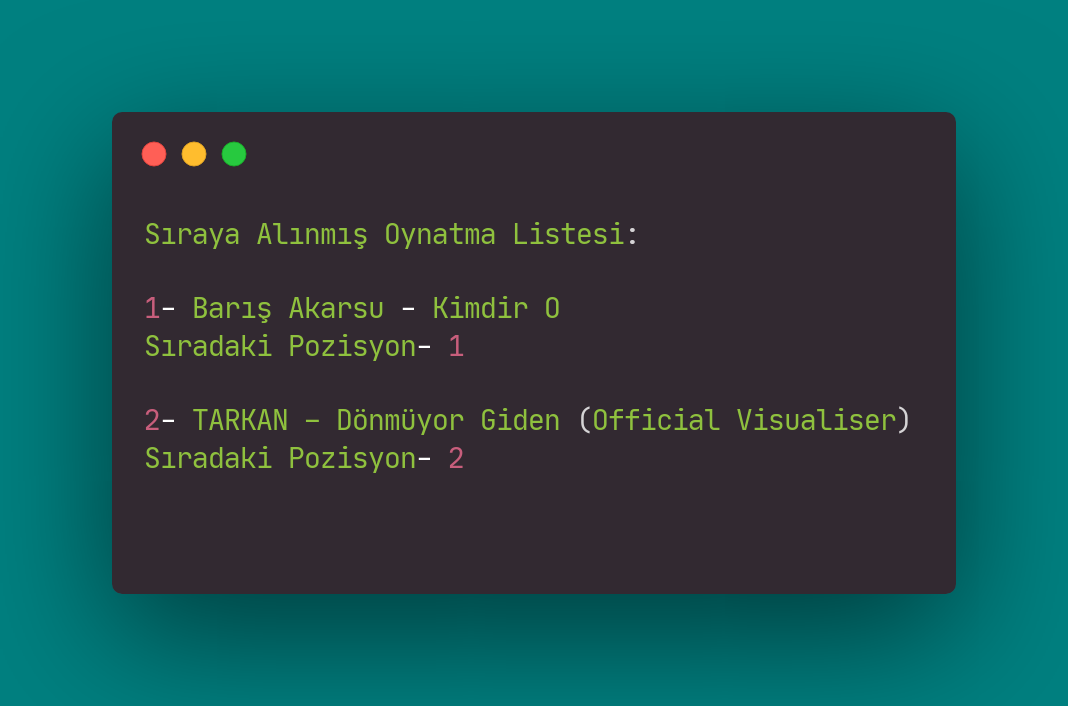 Sıraya Alınmış Oynatma Listesi:
1- Barış Akarsu - Kimdir O
Sıradaki Pozisyon- 1
2- TARKAN – Dönmüyor Giden (Official Visualiser)
Sıradaki Pozisyon- 2